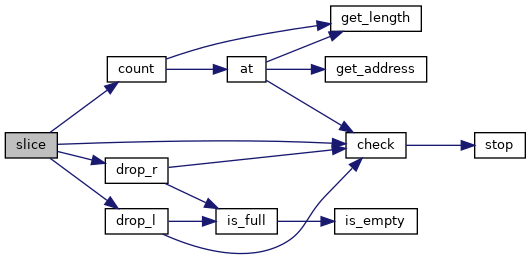 get_length
count
at
get_address
slice
check
stop
drop_r
drop_l
is_full
is_empty